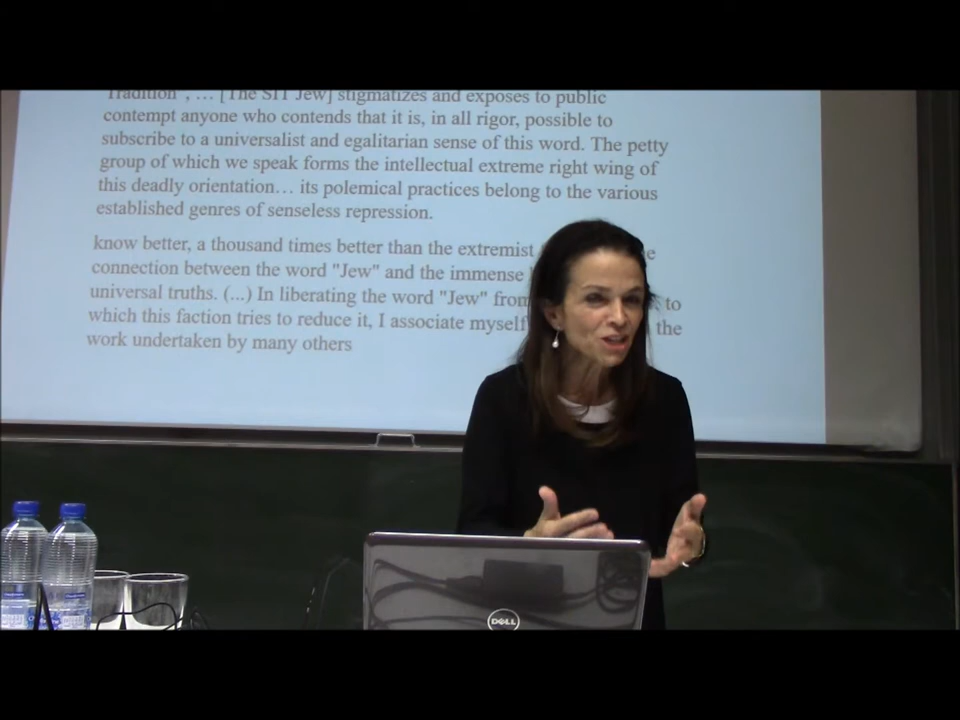 Tradition", ... [The SIT Jew] stigmatizes and exposes to public
contempt anyone who contends that it is, in all rigor, possible to
subscribe to a universalist and egalitarian sense of this word. The petty
group of which we speak forms the intellectual extreme right wing of
this deadly orientation... its polemical practices belong to the various
established genres of senseless repression.
know better, a thousand times better than the extremist
connection between the word "Jew" and the immense
universal truths. (...) In liberating the word "Jew" from to
which this faction tries to reduce it, I associate myself the
work undertaken by many others
DELL